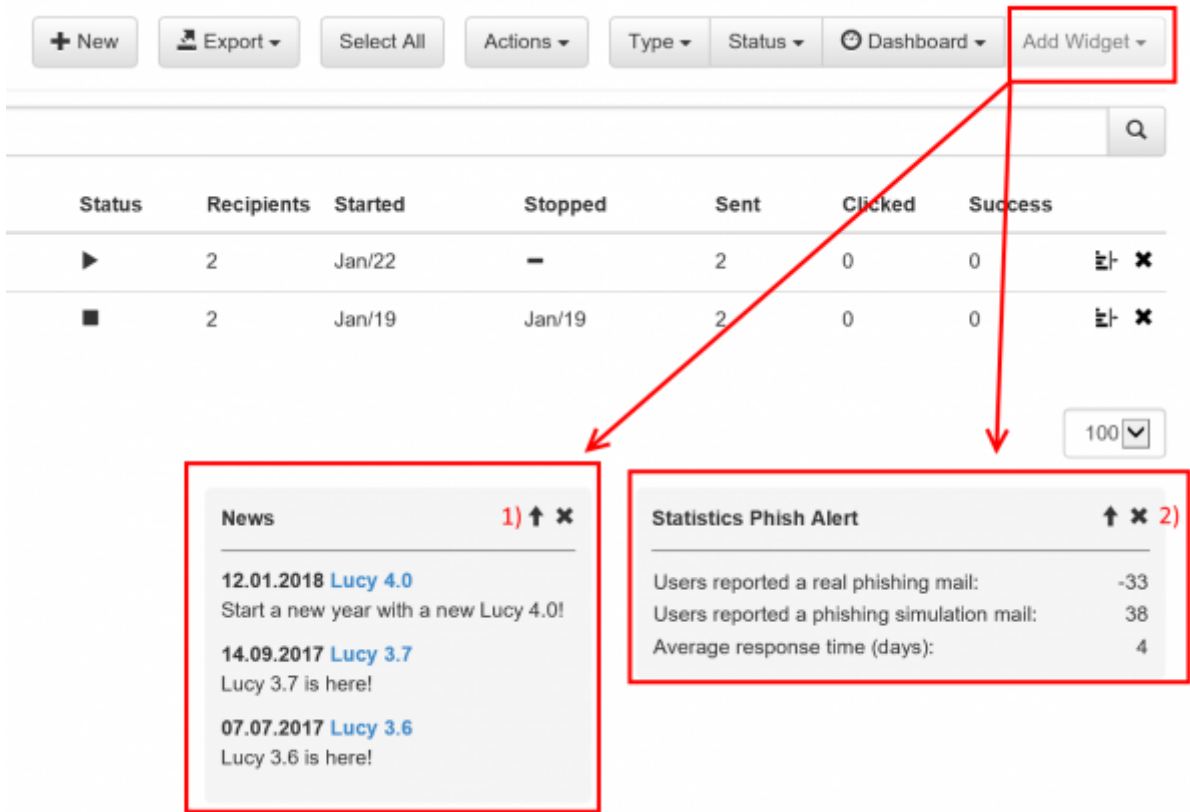 New Export Select All Actions Type Status Dashboard Add Widget
Status Recipients Started Stopped Sent Clicked Success
2 Jan/22 2 0 0
2 Jan/19 Jan/19 2 0 0
100
News 1)
12.01.2018 Lucy 4.0
Start a new year with a new Lucy 4.0!
14.09.2017 Lucy 3.7
Lucy 3.7 is here!
07.07.2017 Lucy 3.6
Lucy 3.6 is here!
Statistics Phish Alert 2)
Users reported a real phishing mail: -33
Users reported a phishing simulation mail: 38
Average response time (days): 4